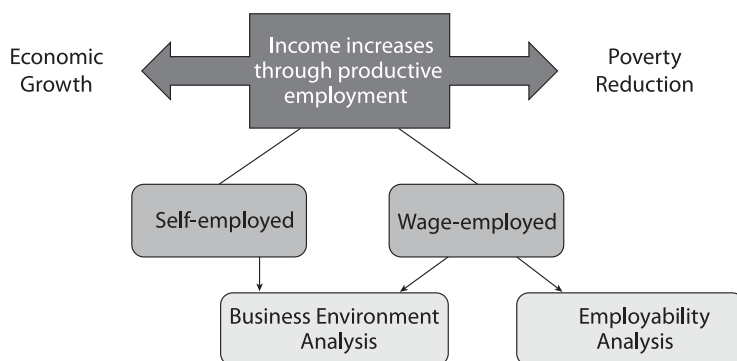 Economic
Growth
Income increases
through productive
employment
Poverty
Reduction
Self-employed
Wage-employed
Business Environment
Analysis
Employability
Analysis